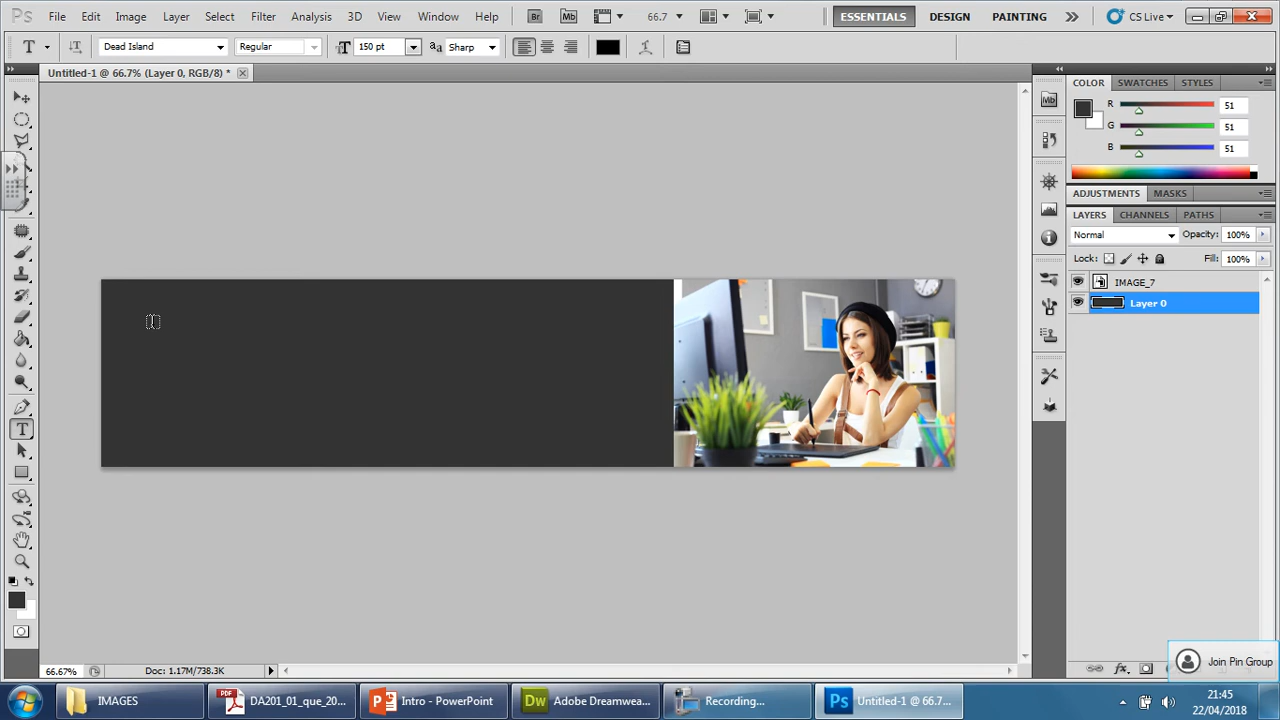 Ps File Edit Image Layer Select Filter Analysis 3D View Window Help Br Mb 66.7 ESSENTIALS DESIGN PAINTING CS Live
T Dead Island Regular 150 pt Sharp
Untitled-1 @ 66.7% (Layer 0, RGB/8) *
COLOR SWATCHES STYLES
R 51
G 51
B 51
ADJUSTMENTS MASKS
LAYERS CHANNELS PATHS
Normal Opacity: 100%
Lock: Fill: 100%
IMAGE_7
Layer 0
66.67% Doc: 1.17M/738.3K
Join Pin Group
IMAGES DA201_01_que_20... Intro - PowerPoint Adobe Dreamwea... Recording... Untitled-1 @ 66.7...
21:45
22/04/2018